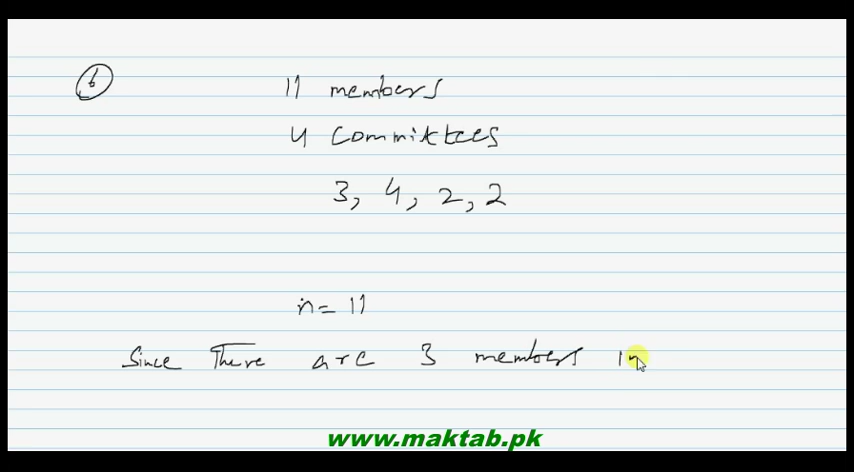 6
11 members
4 committees
3, 4, 2, 2
n = 11
Since There are 3 members in
www.maktab.pk